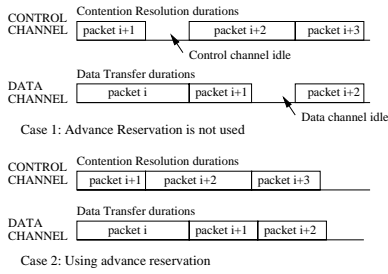 CONTROL CHANNEL
Contention Resolution durations
packet i+1 packet i+2 packet i+3
Control channel idle
DATA CHANNEL
Data Transfer durations
packet i packet i+1 packet i+2
Data channel idle
Case 1: Advance Reservation is not used
CONTROL CHANNEL
Contention Resolution durations
packet i+1 packet i+2 packet i+3
DATA CHANNEL
Data Transfer durations
packet i packet i+1 packet i+2
Case 2: Using advance reservation